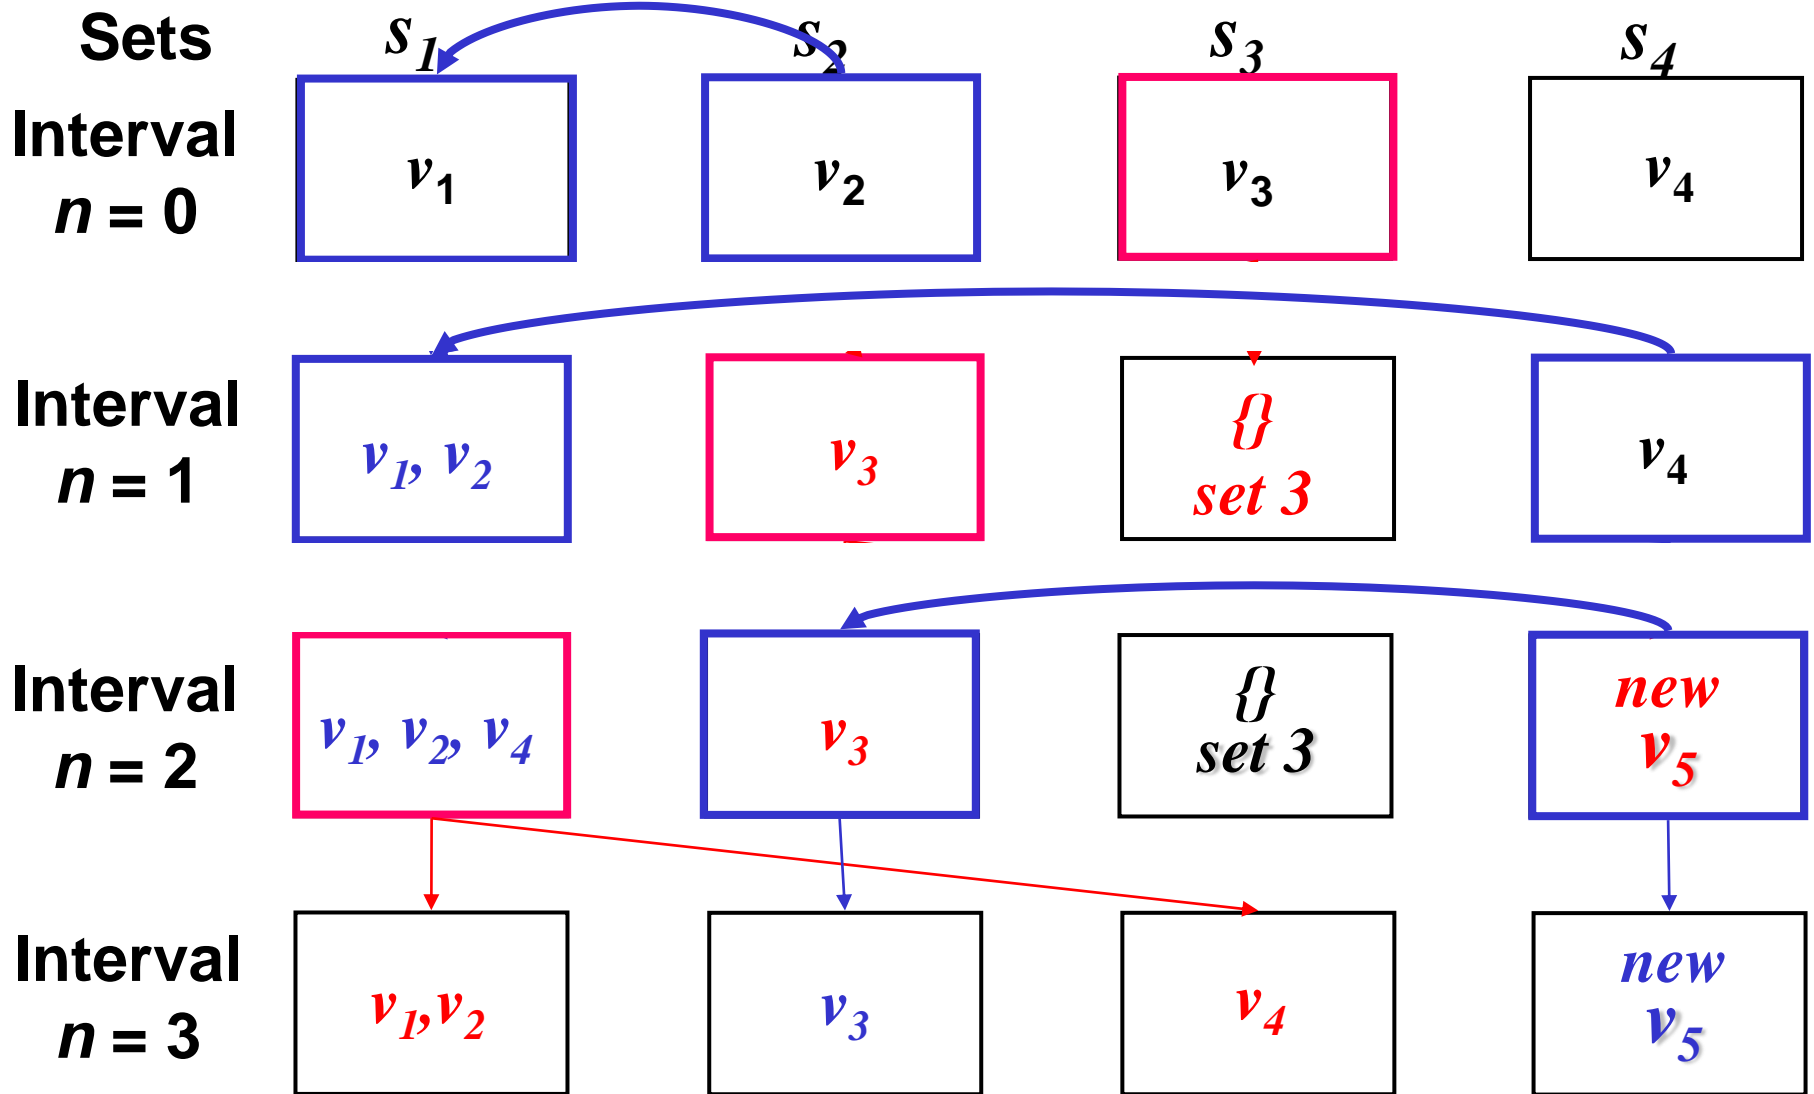 Sets s₁ s₂ s₃ s₄
Interval
n = 0
v₁ v₂ v₃ v₄
Interval
n = 1
v₁, v₂
v₃
{}
set 3
v₄
Interval
n = 2
v₁, v₂, v₄
v₃
{}
set 3
new
v₅
Interval
n = 3
v₁,v₂
v₃
v₄
new
v₅